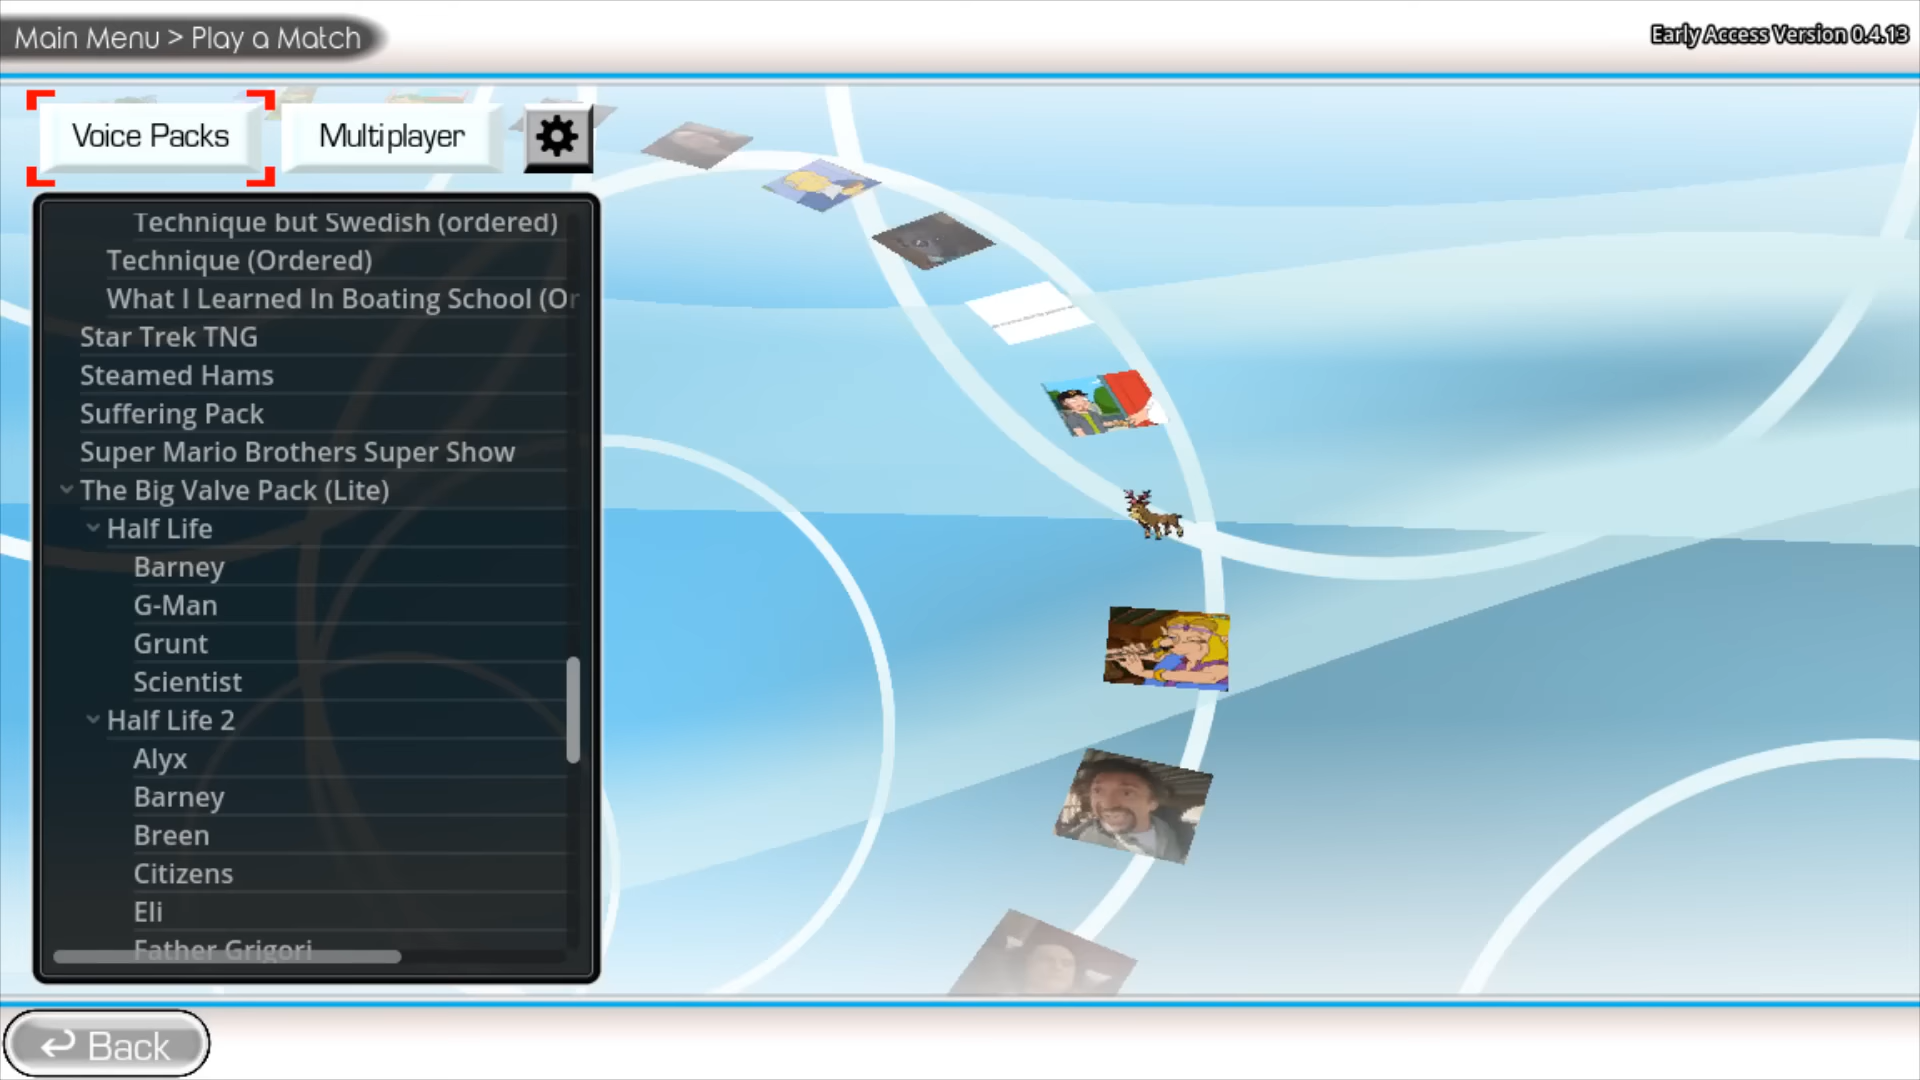 Main Menu > Play a Match
Early Access Version 0.4.13
Voice Packs
Multiplayer
Technique but Swedish (ordered)
Technique (Ordered)
What I Learned In Boating School (Or
Star Trek TNG
Steamed Hams
Suffering Pack
Super Mario Brothers Super Show
The Big Valve Pack (Lite)
Half Life
Barney
G-Man
Grunt
Scientist
Half Life 2
Alyx
Barney
Breen
Citizens
Eli
Father Grigori
Back